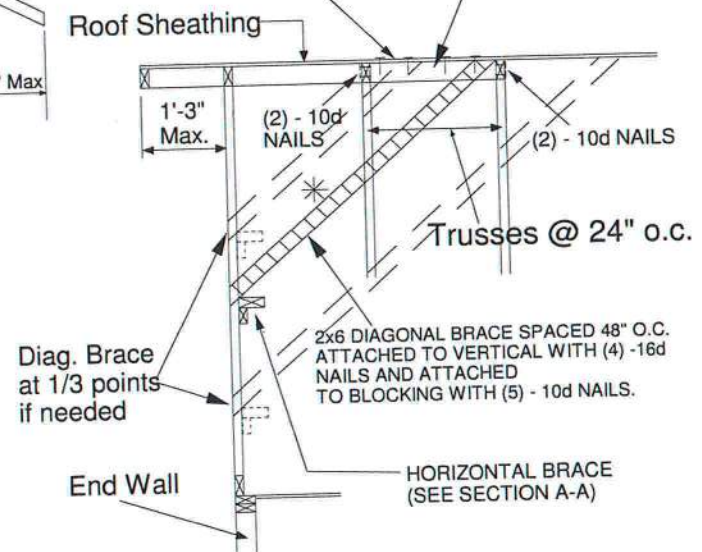 Roof Sheathing
" Max
1'-3"
Max.
(2) - 10d
NAILS
(2) - 10d NAILS
Trusses @ 24" o.c.
2x6 DIAGONAL BRACE SPACED 48" O.C.
ATTACHED TO VERTICAL WITH (4) -16d
NAILS AND ATTACHED
TO BLOCKING WITH (5) - 10d NAILS.
Diag. Brace
at 1/3 points
if needed
End Wall
HORIZONTAL BRACE
(SEE SECTION A-A)